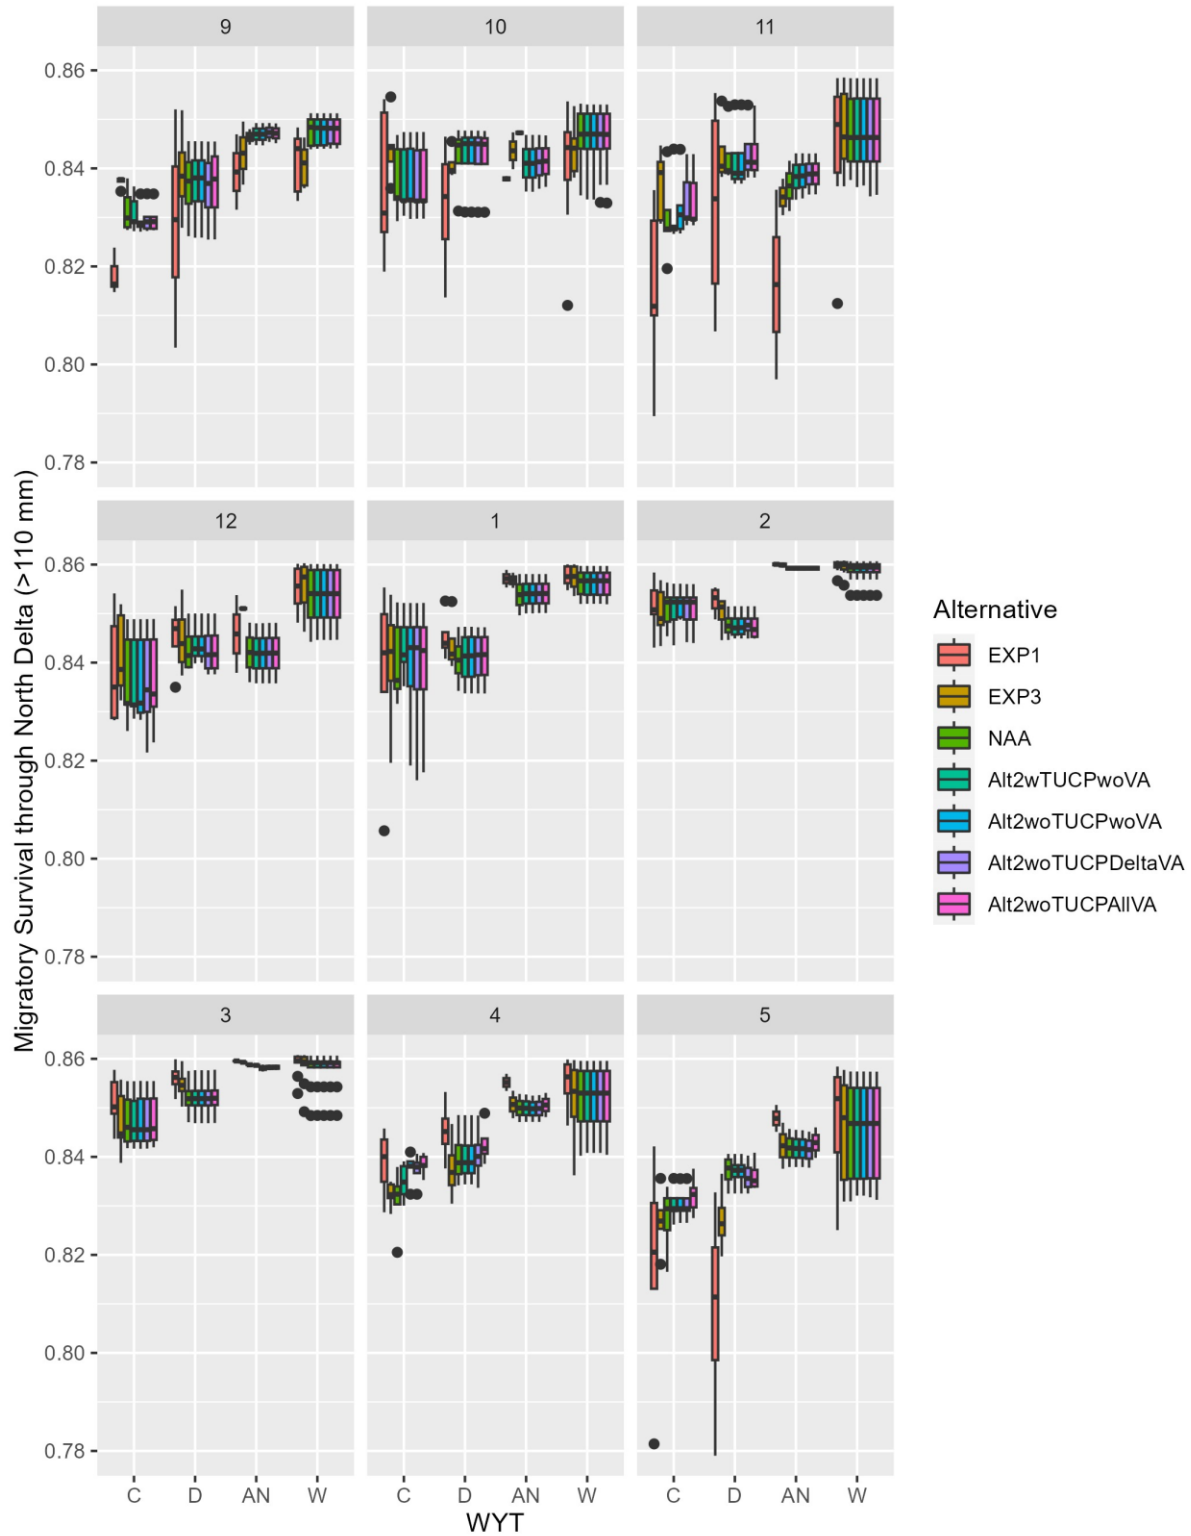 9 10 11
0.86
0.84
0.82
0.80
0.78
12 1 2
0.86
0.84
0.82
0.80
0.78
3 4 5
0.86
0.84
0.82
0.80
0.78
C D AN W C D AN W C D AN W
WYT
Migratory Survival through North Delta (>110 mm)
Alternative
EXP1
EXP3
NAA
Alt2wTUCPwoVA
Alt2woTUCPwoVA
Alt2woTUCPDeltaVA
Alt2woTUCPAllVA